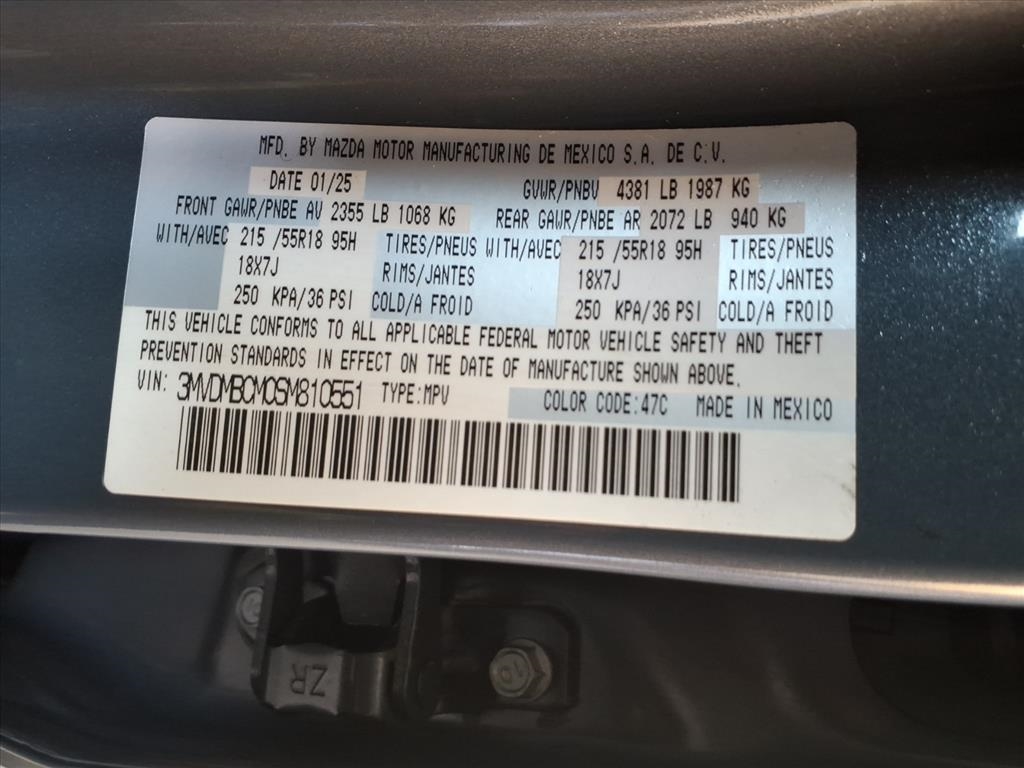 MFD. BY MAZDA MOTOR MANUFACTURING DE MEXICO S.A. DE C.V.
DATE 01/25 GVWR/PNBV 4381 LB 1987 KG
FRONT GAWR/PNBE AV 2355 LB 1068 KG REAR GAWR/PNBE AR 2072 LB 940 KG
WITH/AVEC 215 /55R18 95H TIRES/PNEUS WITH/AVEC 215 /55R18 95H TIRES/PNEUS
18X7J RIMS/JANTES 18X7J RIMS/JANTES
250 KPA/36 PSI COLD/A FROID 250 KPA/36 PSI COLD/A FROID
THIS VEHICLE CONFORMS TO ALL APPLICABLE FEDERAL MOTOR VEHICLE SAFETY AND THEFT
PREVENTION STANDARDS IN EFFECT ON THE DATE OF MANUFACTURE SHOWN ABOVE.
VIN: 3MVDMBCM0SM810551 TYPE:MPV COLOR CODE:47C MADE IN MEXICO
ZR